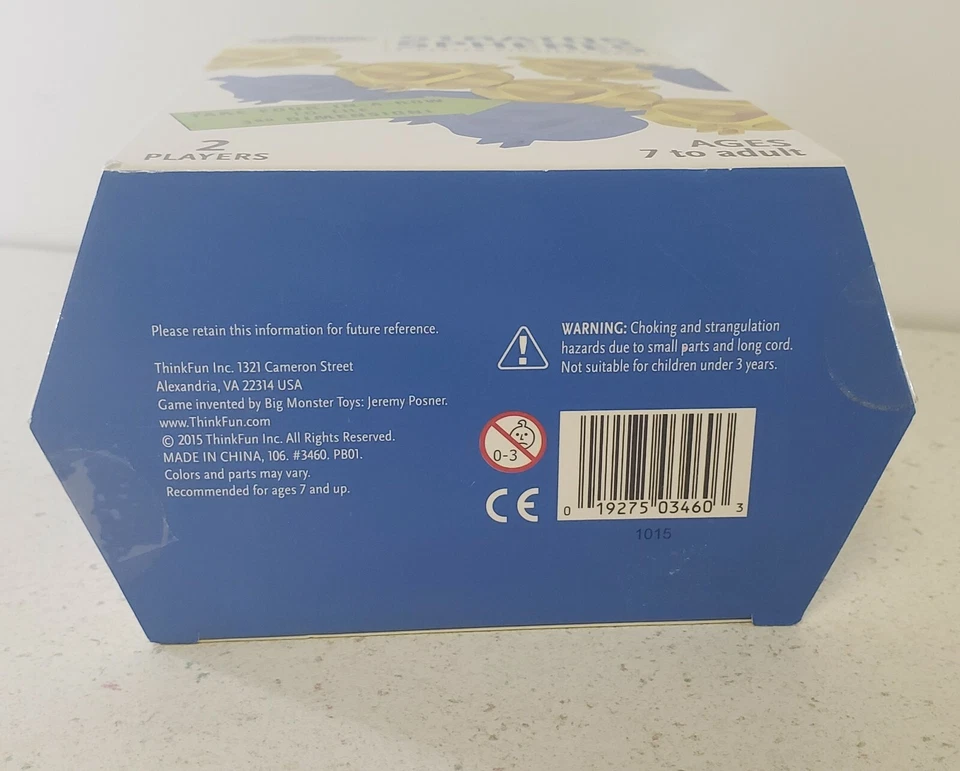 2
PLAYERS
AGES
7 to adult
Please retain this information for future reference.
ThinkFun Inc. 1321 Cameron Street
Alexandria, VA 22314 USA
Game invented by Big Monster Toys: Jeremy Posner.
www.ThinkFun.com
© 2015 ThinkFun Inc. All Rights Reserved.
MADE IN CHINA, 106. #3460. PB01.
Colors and parts may vary.
Recommended for ages 7 and up.
WARNING: Choking and strangulation
hazards due to small parts and long cord.
Not suitable for children under 3 years.
0-3
CE
0 19275 03460 3
1015